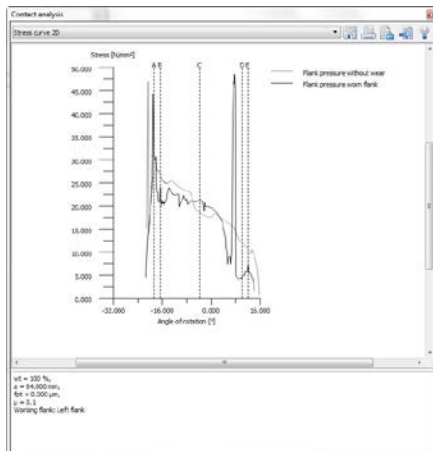 Contact analysis
Stress curve 2D
Stress [N/mm²]
A B C D E
Flank pressure without wear
Flank pressure worn flank
50.000
45.000
40.000
35.000
30.000
25.000
20.000
15.000
10.000
5.000
0.000
-32.000 -16.000 0.000 16.000
Angle of rotation [°]
wt = 100 %,
a = 94.000 mm,
fpt = 0.000 µm,
µ = 0.1
Working flank: Left flank